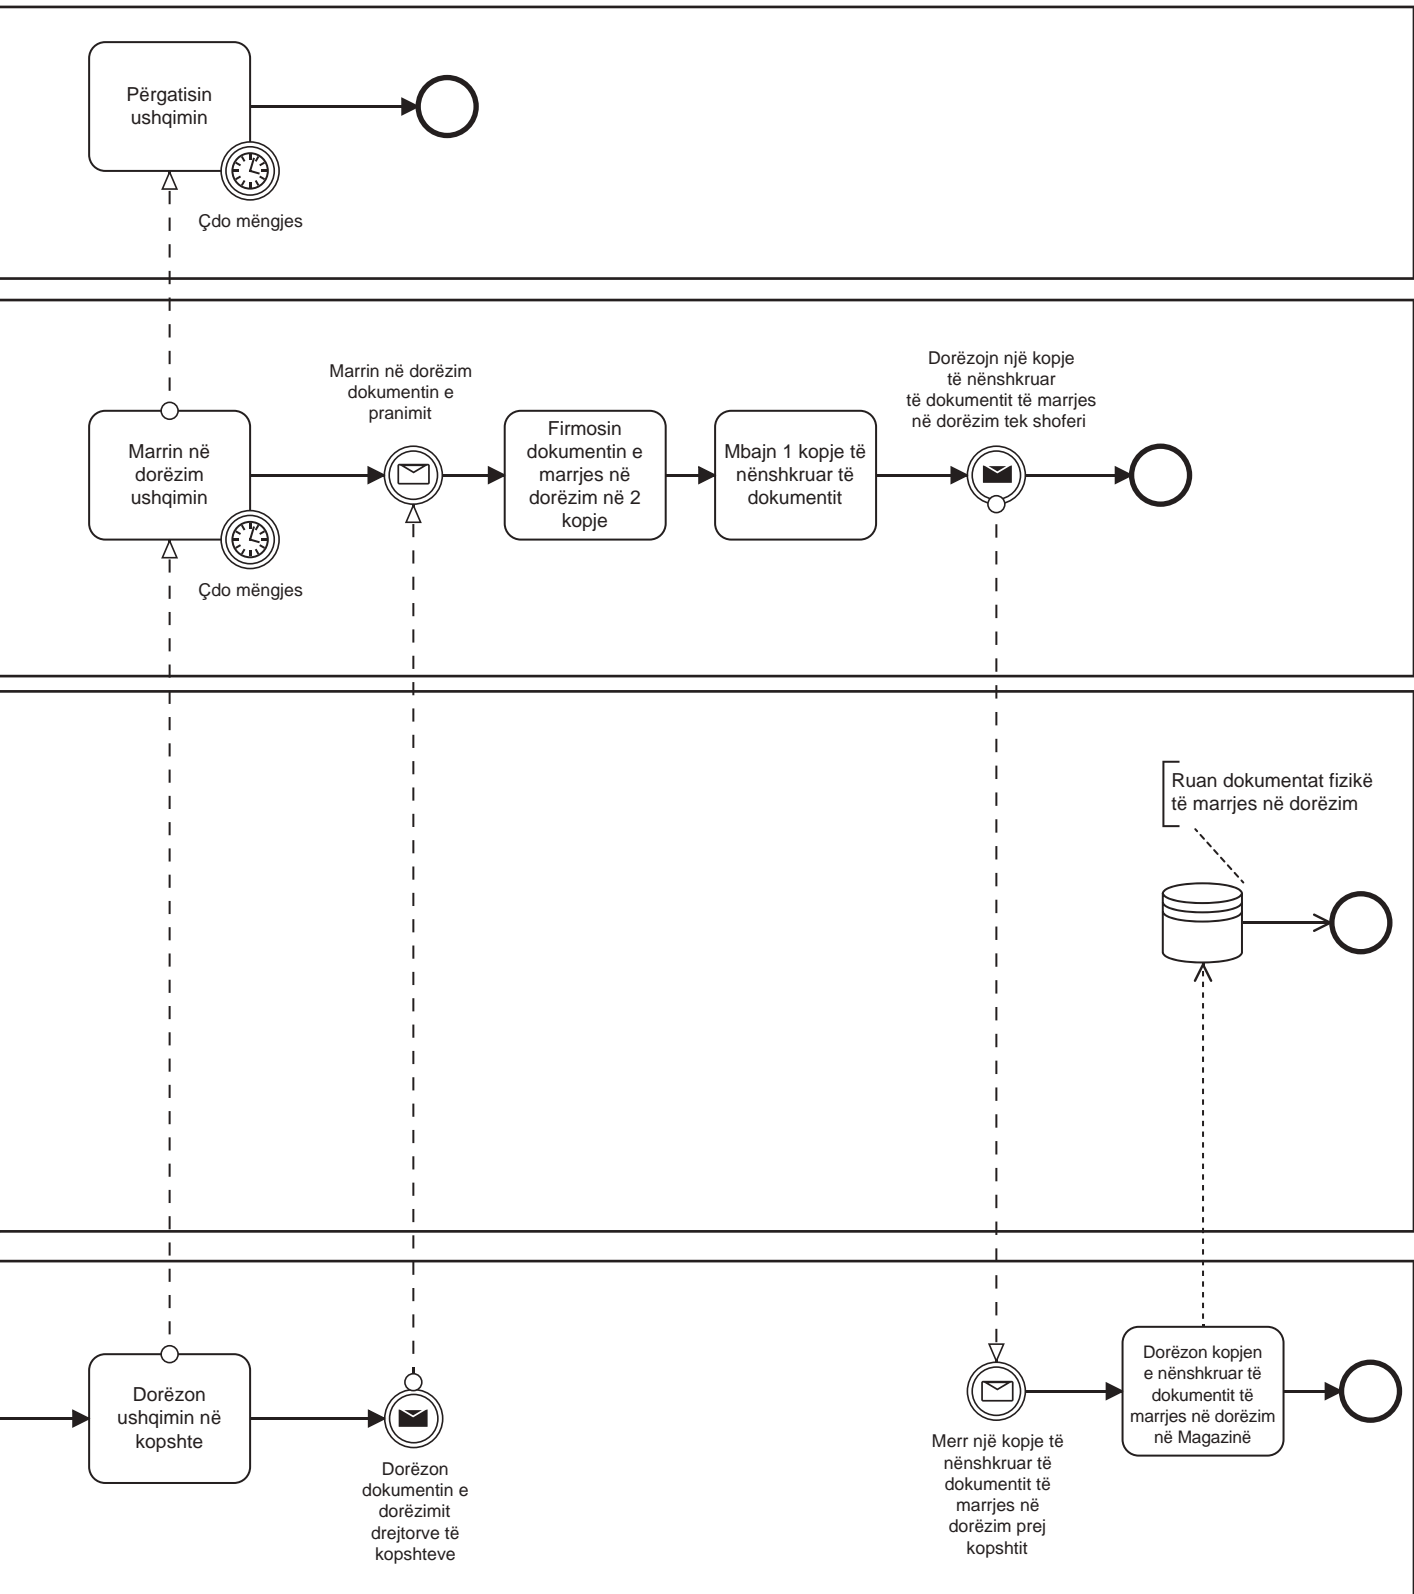 Përgatisin
ushqimin
Çdo mëngjes
Marrin në
dorëzim
ushqimin
Çdo mëngjes
Marrin në dorëzim
dokumentin e
pranimit
Firmosin
dokumentin e
marrjes në
dorëzim në 2
kopje
Mbajn 1 kopje të
nënshkruar të
dokumentit
Dorëzojn një kopje
të nënshkruar
të dokumentit të marrjes
në dorëzim tek shoferi
Ruan dokumentat fizikë
të marrjes në dorëzim
Dorëzon
ushqimin në
kopshte
Dorëzon
dokumentin e
dorëzimit
drejtorve të
kopshteve
Merr një kopje të
nënshkruar të
dokumentit të
marrjes në
dorëzim prej
kopshtit
Dorëzon kopjen
e nënshkruar të
dokumentit të
marrjes në dorëzim
në Magazinë